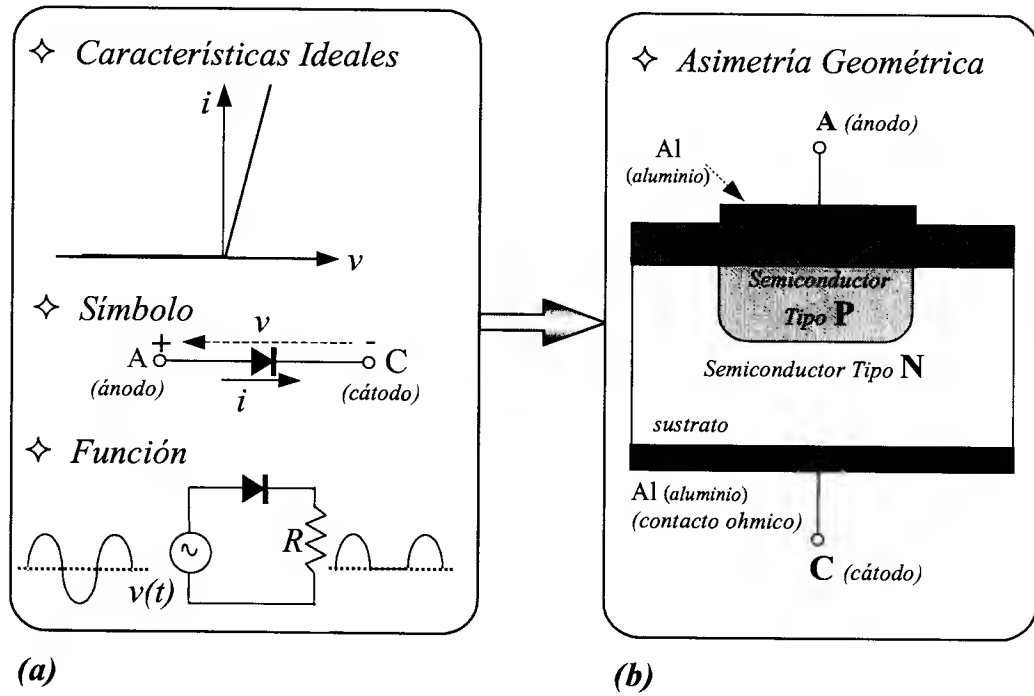 ✧ Características Ideales
i
v
✧ Símbolo
+ v -
A C
(ánodo) i (cátodo)
✧ Función
R
~
v(t)
(a)
✧ Asimetría Geométrica
A (ánodo)
Al
(aluminio)
Semiconductor
Tipo P
Semiconductor Tipo N
sustrato
Al (aluminio)
(contacto ohmico)
C (cátodo)
(b)